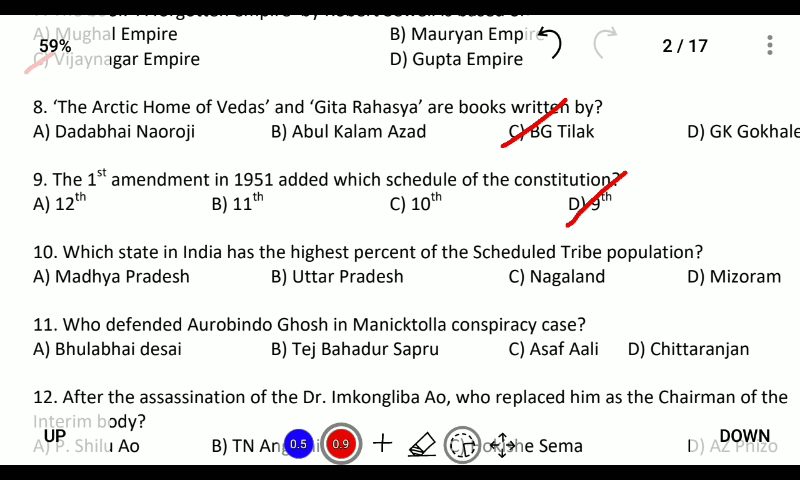 A) Mughal Empire B) Mauryan Empire
59% 2 / 17
C) Vijaynagar Empire D) Gupta Empire
8. ‘The Arctic Home of Vedas’ and ‘Gita Rahasya’ are books written by?
A) Dadabhai Naoroji B) Abul Kalam Azad C) BG Tilak D) GK Gokhale
9. The 1st amendment in 1951 added which schedule of the constitution?
A) 12th B) 11th C) 10th D) 9th
10. Which state in India has the highest percent of the Scheduled Tribe population?
A) Madhya Pradesh B) Uttar Pradesh C) Nagaland D) Mizoram
11. Who defended Aurobindo Ghosh in Manicktolla conspiracy case?
A) Bhulabhai desai B) Tej Bahadur Sapru C) Asaf Aali D) Chittaranjan
12. After the assassination of the Dr. Imkongliba Ao, who replaced him as the Chairman of the
Interim body?
UP DOWN
A) P. Shilu Ao B) TN 0.5 0.9 Sema D) AZ Phizo